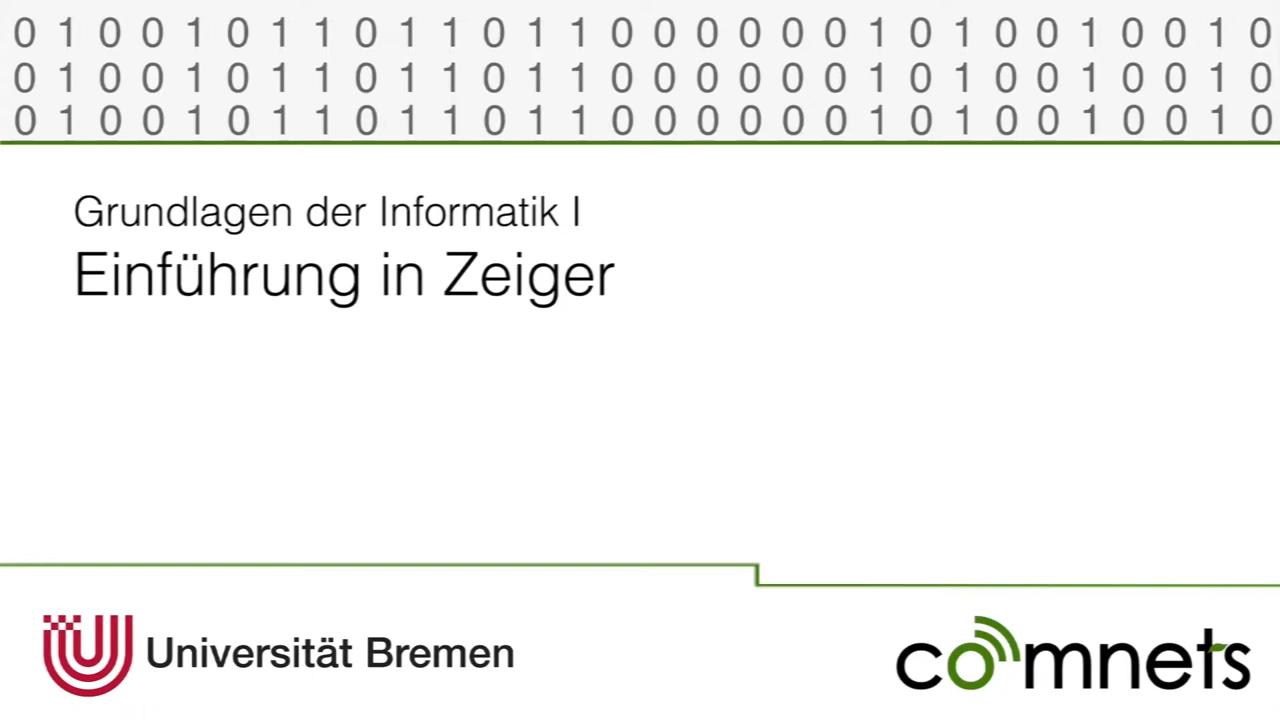 0 1 0 0 1 0 1 1 0 1 1 0 1 1 0 0 0 0 0 0 1 0 1 0 0 1 0 0 1 0
0 1 0 0 1 0 1 1 0 1 1 0 1 1 0 0 0 0 0 0 1 0 1 0 0 1 0 0 1 0
0 1 0 0 1 0 1 1 0 1 1 0 1 1 0 0 0 0 0 0 1 0 1 0 0 1 0 0 1 0
Grundlagen der Informatik I
Einführung in Zeiger
Universität Bremen
comnets